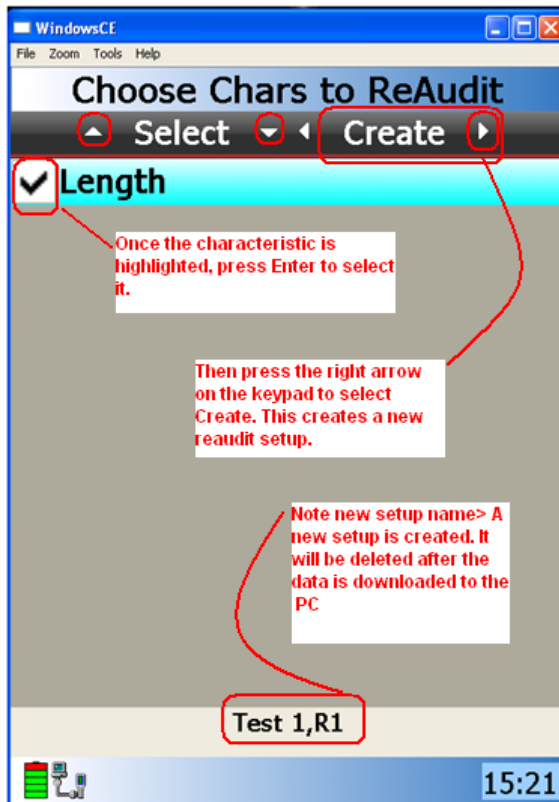 WindowsCE
File Zoom Tools Help
Choose Chars to ReAudit
Select Create
Length
Once the characteristic is
highlighted, press Enter to select
it.
Then press the right arrow
on the keypad to select
Create. This creates a new
reaudit setup.
Note new setup name> A
new setup is created. It
will be deleted after the
data is downloaded to the
PC
Test 1,R1
15:21